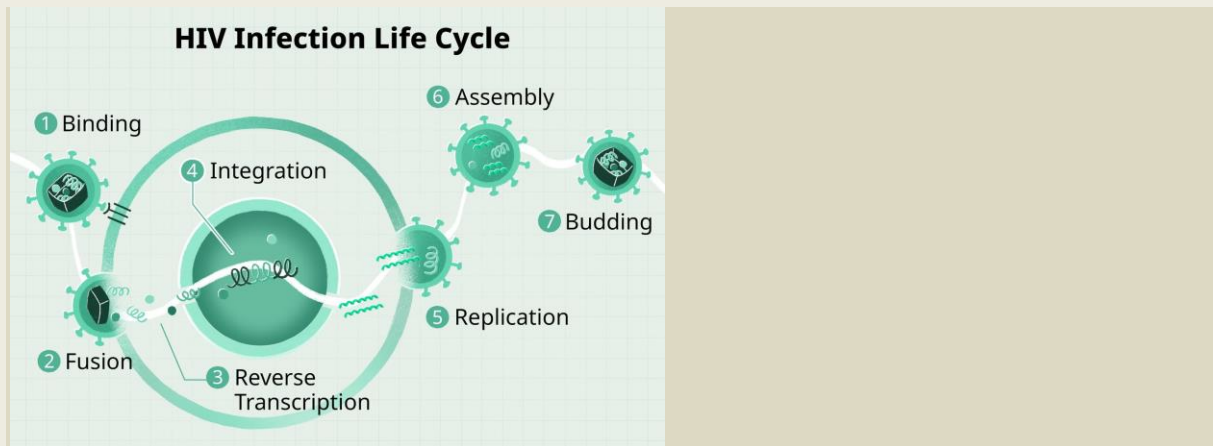 HIV Infection Life Cycle
1 Binding
2 Fusion
3 Reverse
Transcription
4 Integration
5 Replication
6 Assembly
7 Budding